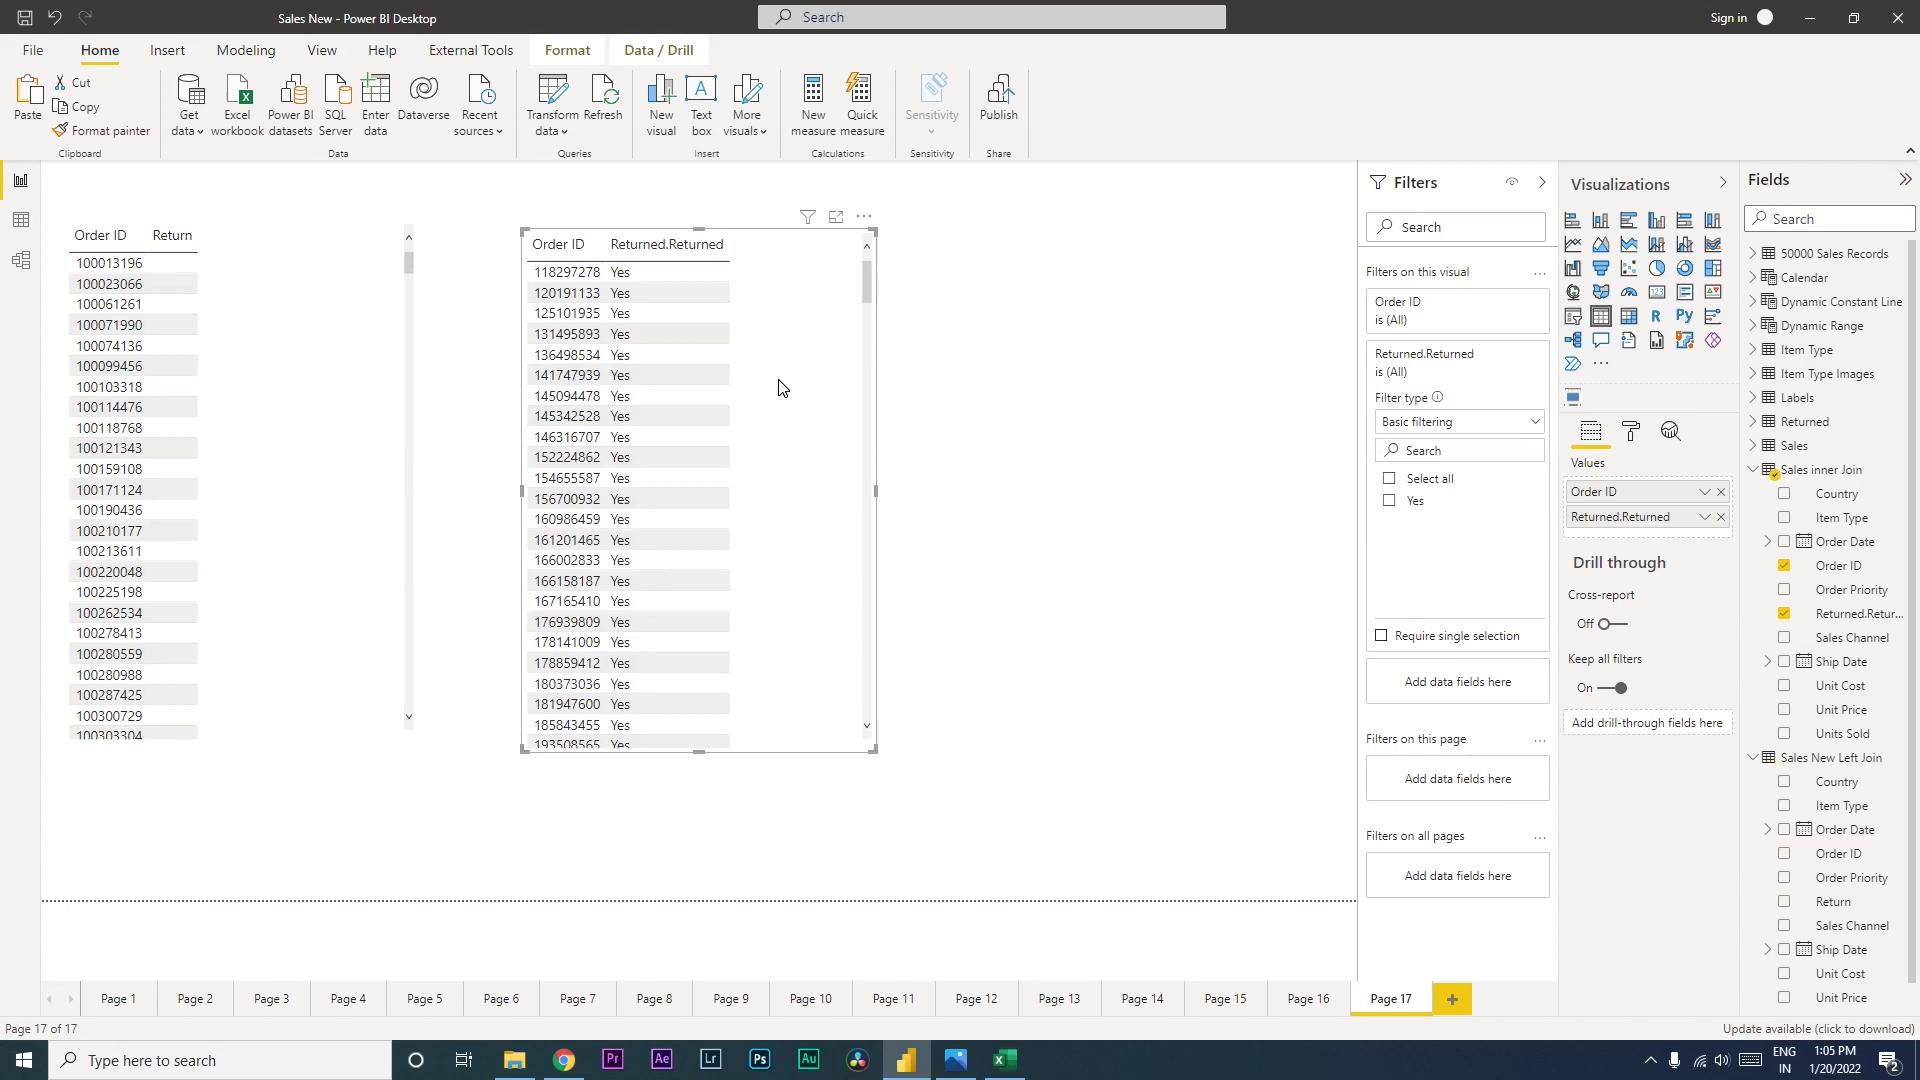 Sales New - Power BI Desktop
Search
Sign in
File
Home
Insert
Modeling
View
Help
External Tools
Format
Data / Drill
Paste
Cut
Copy
Format painter
Clipboard
Get data
Excel workbook
Power BI datasets
SQL Server
Enter data
Dataverse
Recent sources
Data
Transform data
Refresh
Queries
New visual
Text box
More visuals
Insert
New measure
Quick measure
Calculations
Sensitivity
Sensitivity
Publish
Share
Order ID Return
100013196
100023066
100061261
100071990
100074136
100099456
100103318
100114476
100118768
100121343
100159108
100171124
100190436
100210177
100213611
100220048
100225198
100262534
100278413
100280559
100280988
100287425
100300729
100303304
Order ID Returned.Returned
118297278 Yes
120191133 Yes
125101935 Yes
131495893 Yes
136498534 Yes
141747939 Yes
145094478 Yes
145342528 Yes
146316707 Yes
152224862 Yes
154655587 Yes
156700932 Yes
160986459 Yes
161201465 Yes
166002833 Yes
166158187 Yes
167165410 Yes
176939809 Yes
178141009 Yes
178859412 Yes
180373036 Yes
181947600 Yes
185843455 Yes
193508565 Yes
Filters
Search
Filters on this visual
Order ID
is (All)
Returned.Returned
is (All)
Filter type
Basic filtering
Search
Select all
Yes
Require single selection
Add data fields here
Filters on this page
Add data fields here
Filters on all pages
Add data fields here
Visualizations
R
Py
Values
Order ID
Returned.Returned
Drill through
Cross-report
Off
Keep all filters
On
Add drill-through fields here
Fields
Search
50000 Sales Records
Calendar
Dynamic Constant Line
Dynamic Range
Item Type
Item Type Images
Labels
Returned
Sales
Sales inner Join
Country
Item Type
Order Date
Order ID
Order Priority
Returned.Retur...
Sales Channel
Ship Date
Unit Cost
Unit Price
Units Sold
Sales New Left Join
Country
Item Type
Order Date
Order ID
Order Priority
Return
Sales Channel
Ship Date
Unit Cost
Unit Price
Page 1
Page 2
Page 3
Page 4
Page 5
Page 6
Page 7
Page 8
Page 9
Page 10
Page 11
Page 12
Page 13
Page 14
Page 15
Page 16
Page 17
Page 17 of 17
Update available (click to download)
Type here to search
Pr
Ae
Lr
Ps
Au
ENG
IN
1:05 PM
1/20/2022
2